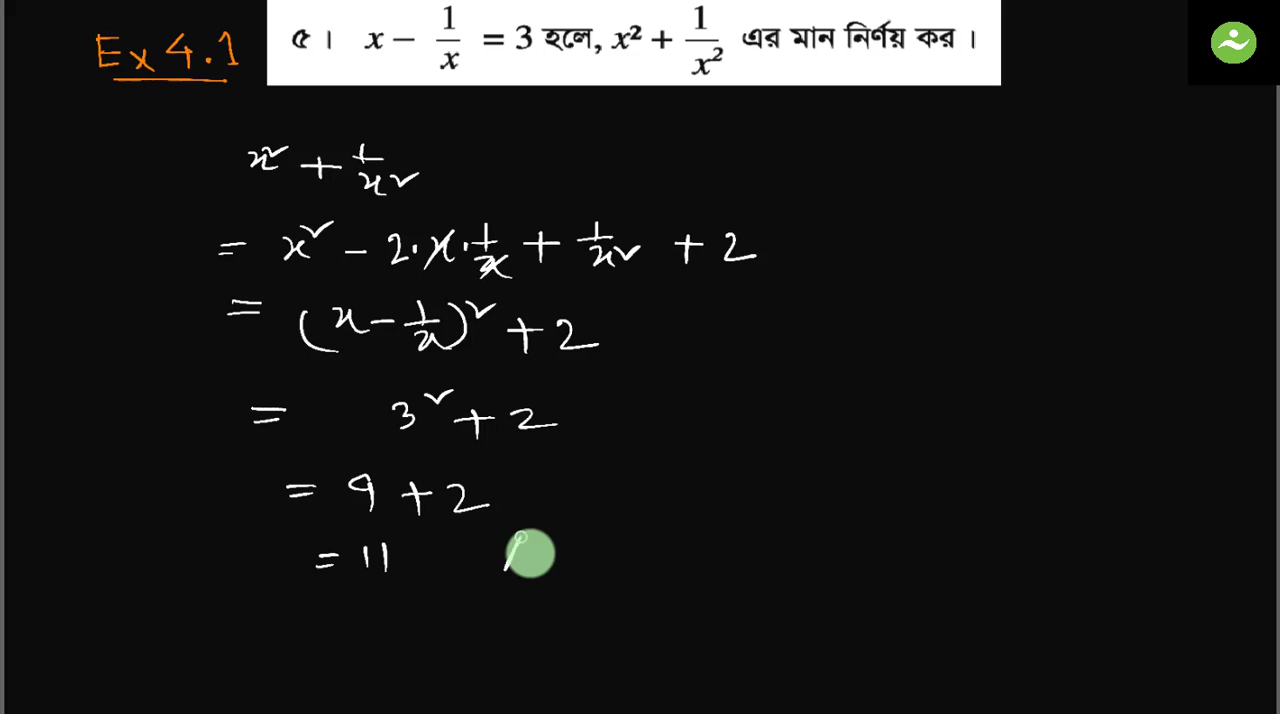 Ex 4.1
৫। x − 1/x = 3 হলে, x² + 1/x² এর মান নির্ণয় কর।
x² + 1/x²
= x² − 2·x·1/x + 1/x² + 2
= (x − 1/x)² + 2
= 3² + 2
= 9 + 2
= 11